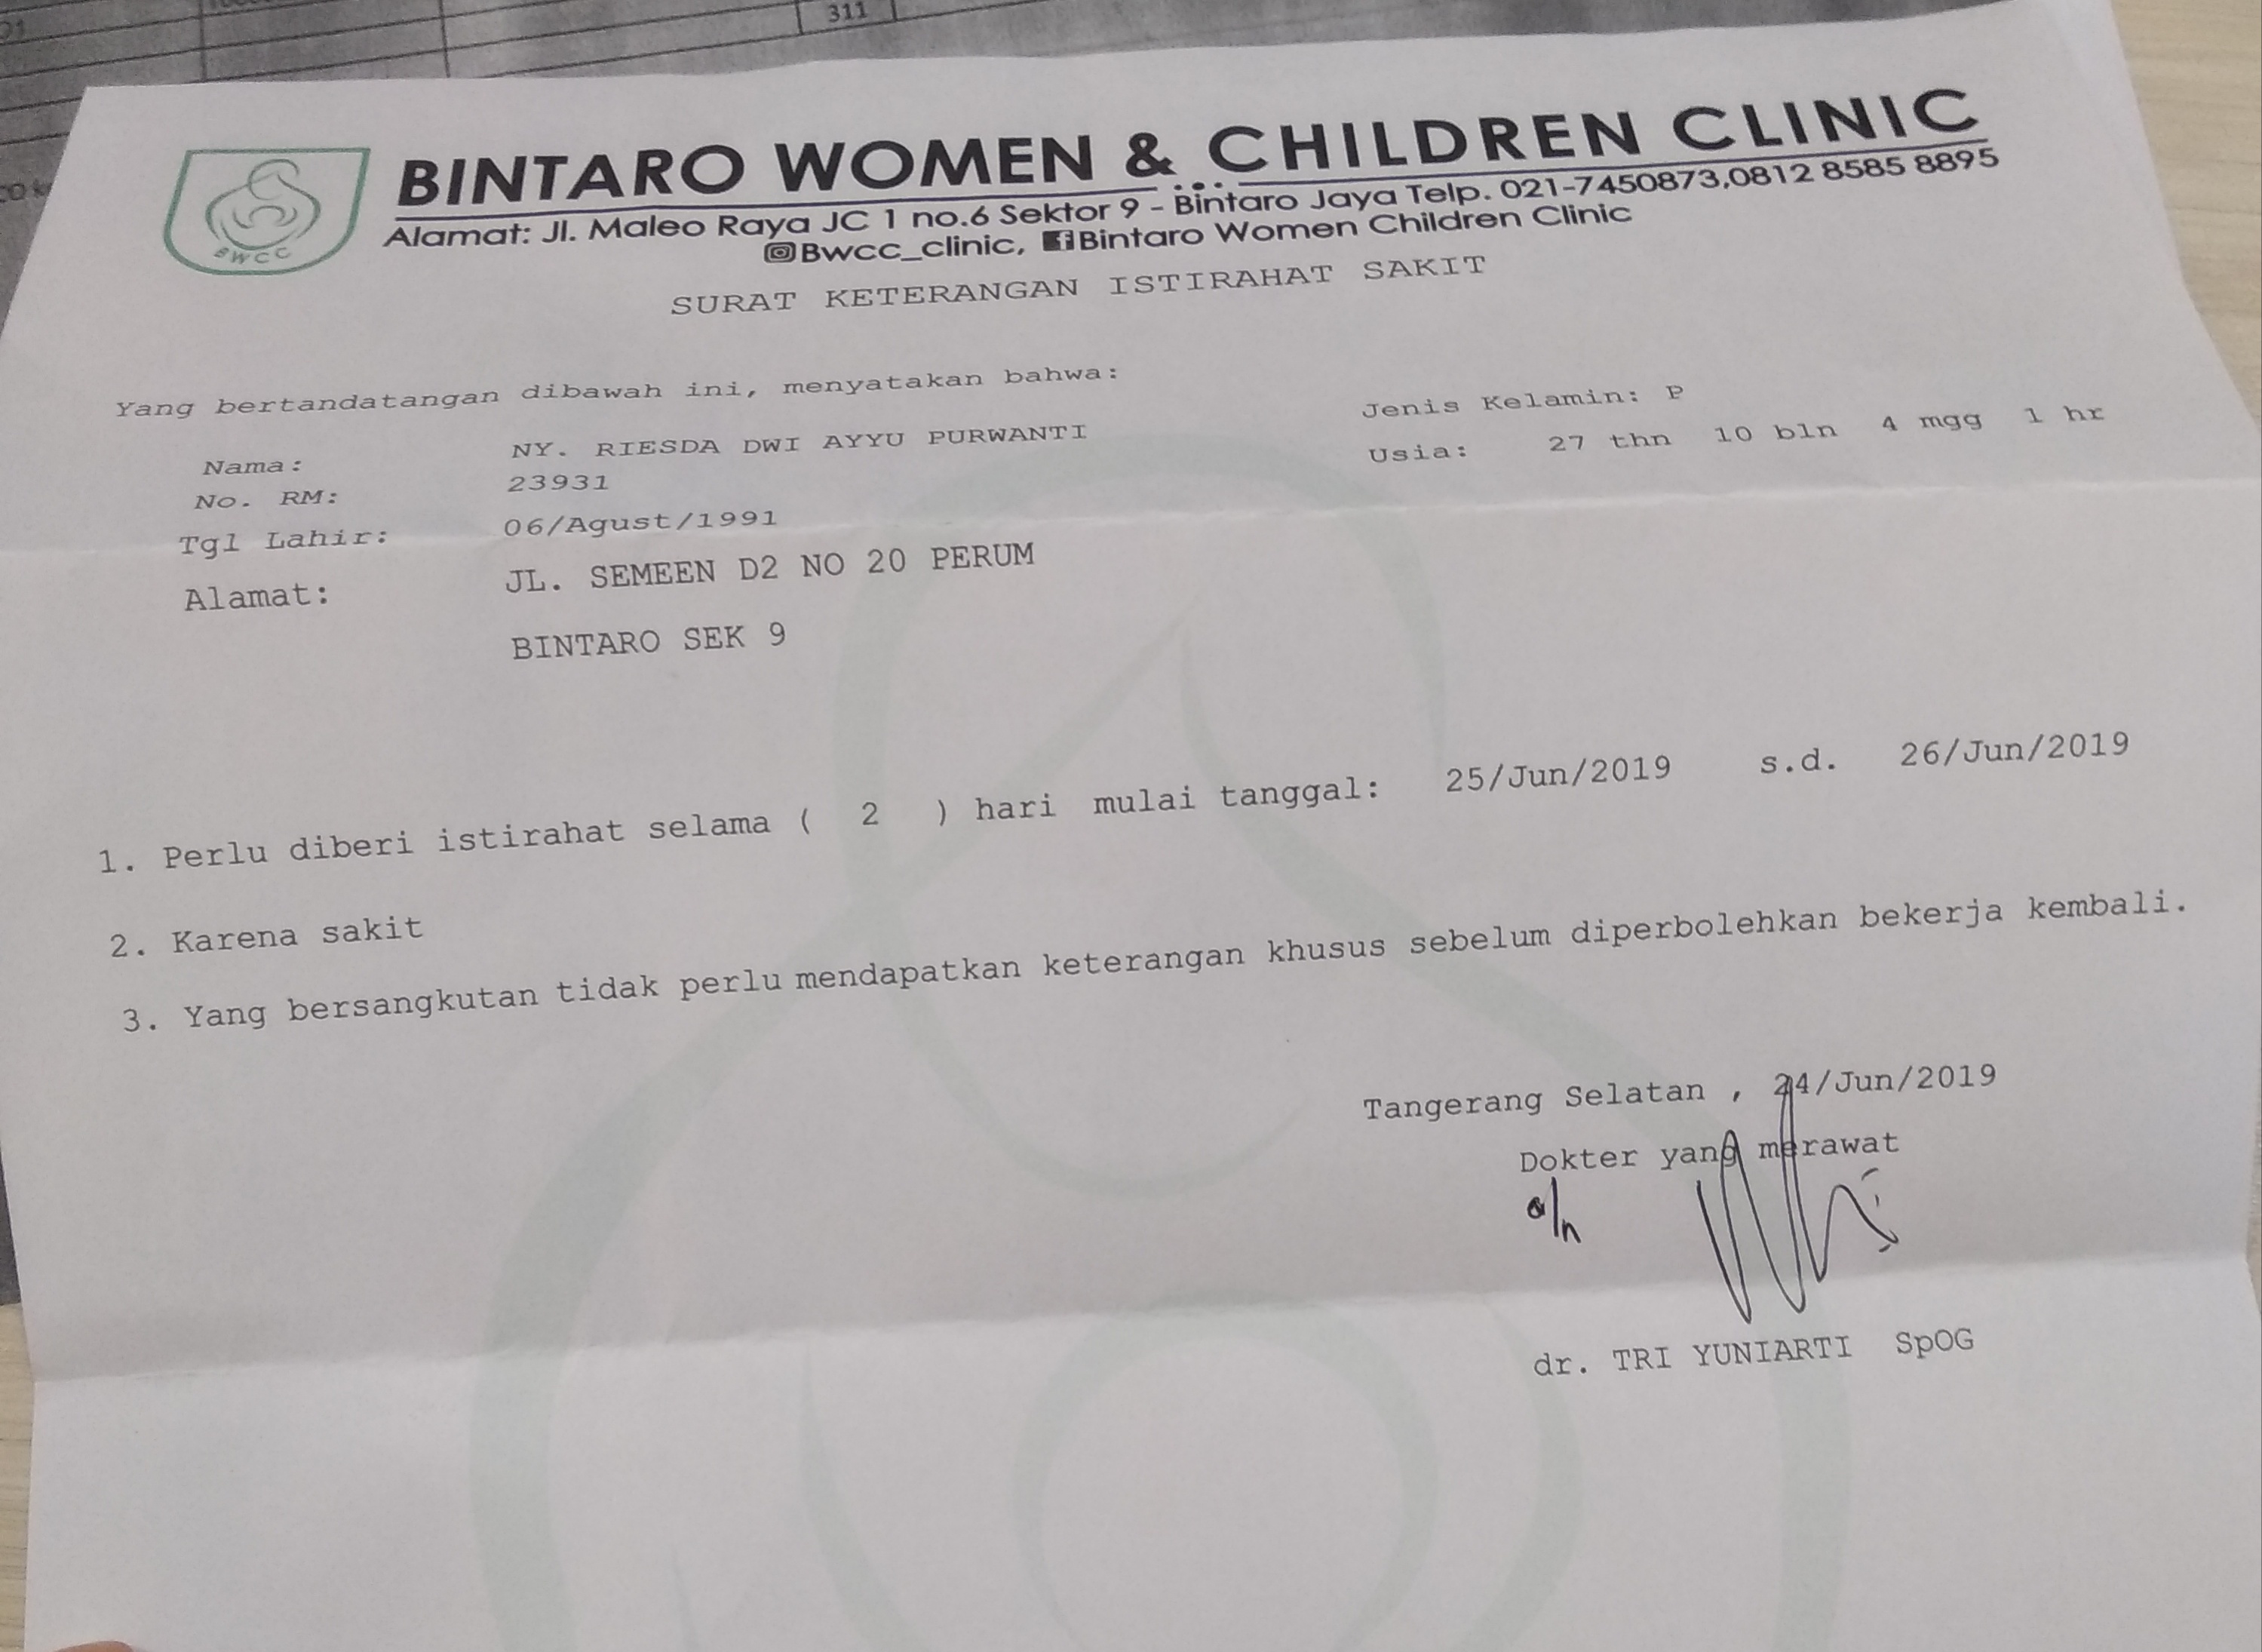 311
BWCC
BINTARO WOMEN & CHILDREN CLINIC
Alamat: Jl. Maleo Raya JC 1 no.6 Sektor 9 - Bintaro Jaya Telp. 021-7450873,0812 8585 8895
Bwcc_clinic, Bintaro Women Children Clinic
SURAT KETERANGAN ISTIRAHAT SAKIT
Yang bertandatangan dibawah ini, menyatakan bahwa:
Nama: NY. RIESDA DWI AYYU PURWANTI Jenis Kelamin: P
No. RM: 23931 Usia: 27 thn 10 bln 4 mgg 1 hr
Tgl Lahir: 06/Agust/1991
Alamat: JL. SEMEEN D2 NO 20 PERUM
BINTARO SEK 9
1. Perlu diberi istirahat selama ( 2 ) hari mulai tanggal: 25/Jun/2019 s.d. 26/Jun/2019
2. Karena sakit
3. Yang bersangkutan tidak perlu mendapatkan keterangan khusus sebelum diperbolehkan bekerja kembali.
Tangerang Selatan , 24/Jun/2019
Dokter yang merawat
a/n
dr. TRI YUNIARTI SpOG